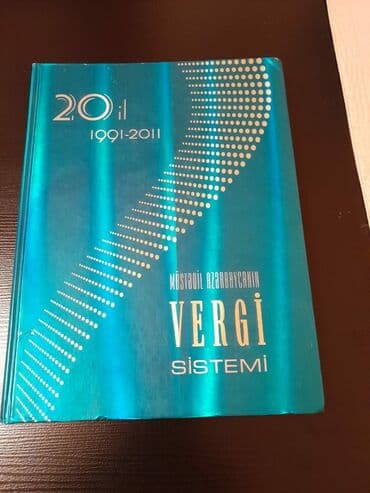 20 il
1991-2011
MÜSTƏQİL AZƏRBAYCANIN
VERGİ
SİSTEMİ